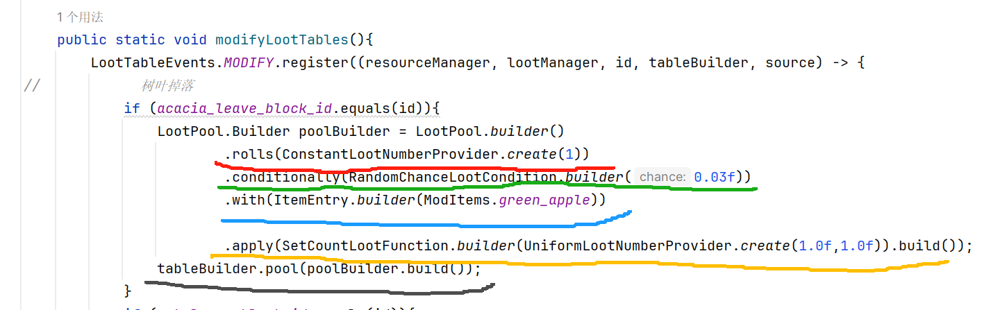 1 个用法
public static void modifyLootTables(){
LootTableEvents.MODIFY.register((resourceManager, lootManager, id, tableBuilder, source) -> {
// 树叶掉落
if (acacia_leave_block_id.equals(id)){
LootPool.Builder poolBuilder = LootPool.builder()
.rolls(ConstantLootNumberProvider.create(1))
.conditionally(RandomChanceLootCondition.builder( chance: 0.03f))
.with(ItemEntry.builder(ModItems.green_apple))
.apply(SetCountLootFunction.builder(UniformLootNumberProvider.create(1.0f,1.0f)).build());
tableBuilder.pool(poolBuilder.build());
}